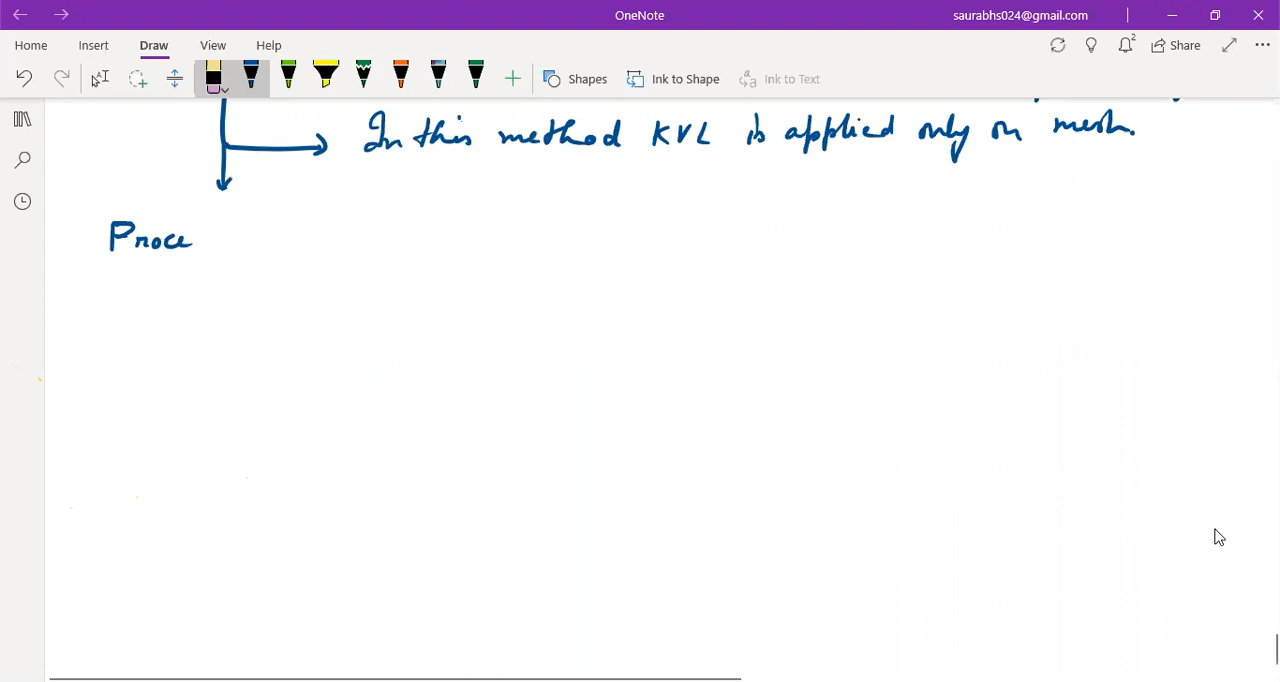 OneNote
saurabhs024@gmail.com
Home Insert Draw View Help
Share
Shapes Ink to Shape Ink to Text
In this method KVL is applied only on mesh.
Proce